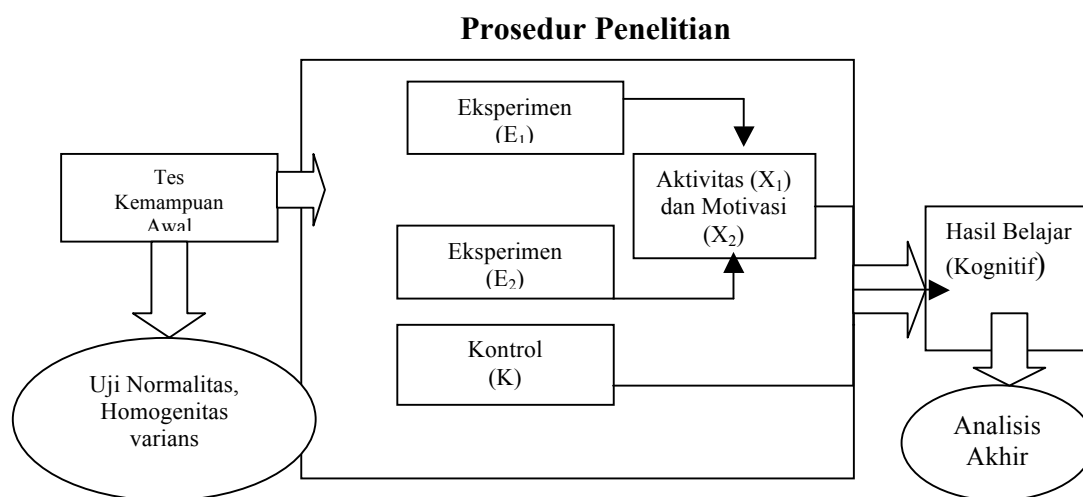 Prosedur Penelitian
Tes
Kemampuan
Awal
Uji Normalitas,
Homogenitas
varians
Eksperimen
(E₁)
Eksperimen
(E₂)
Kontrol
(K)
Aktivitas (X₁)
dan Motivasi
(X₂)
Hasil Belajar
(Kognitif)
Analisis
Akhir